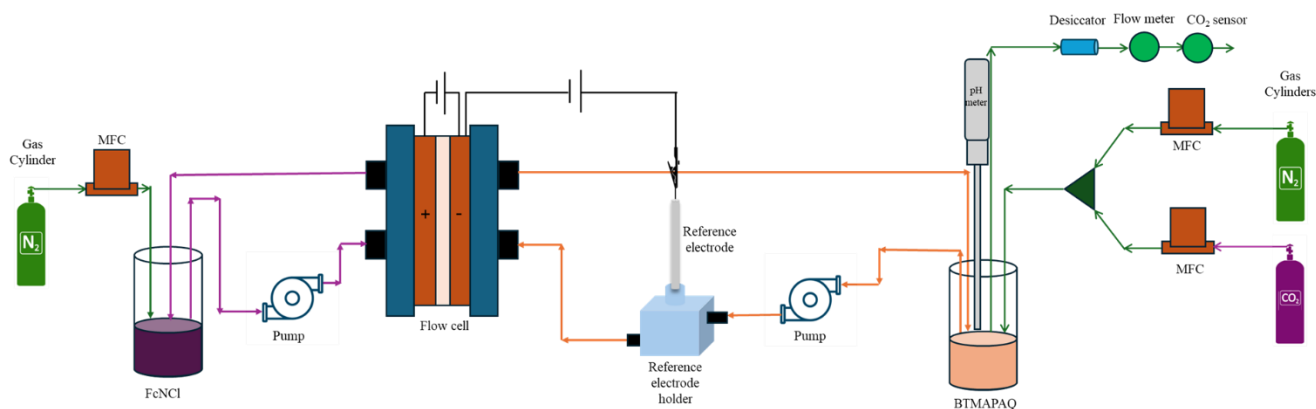 Gas
Cylinder
MFC
N2
FcNCl
Pump
+
-
Flow cell
Reference
electrode
Reference
electrode
holder
Pump
pH
meter
Desiccator
Flow meter
CO2 sensor
MFC
Gas
Cylinders
N2
MFC
CO2
BTMAPAQ